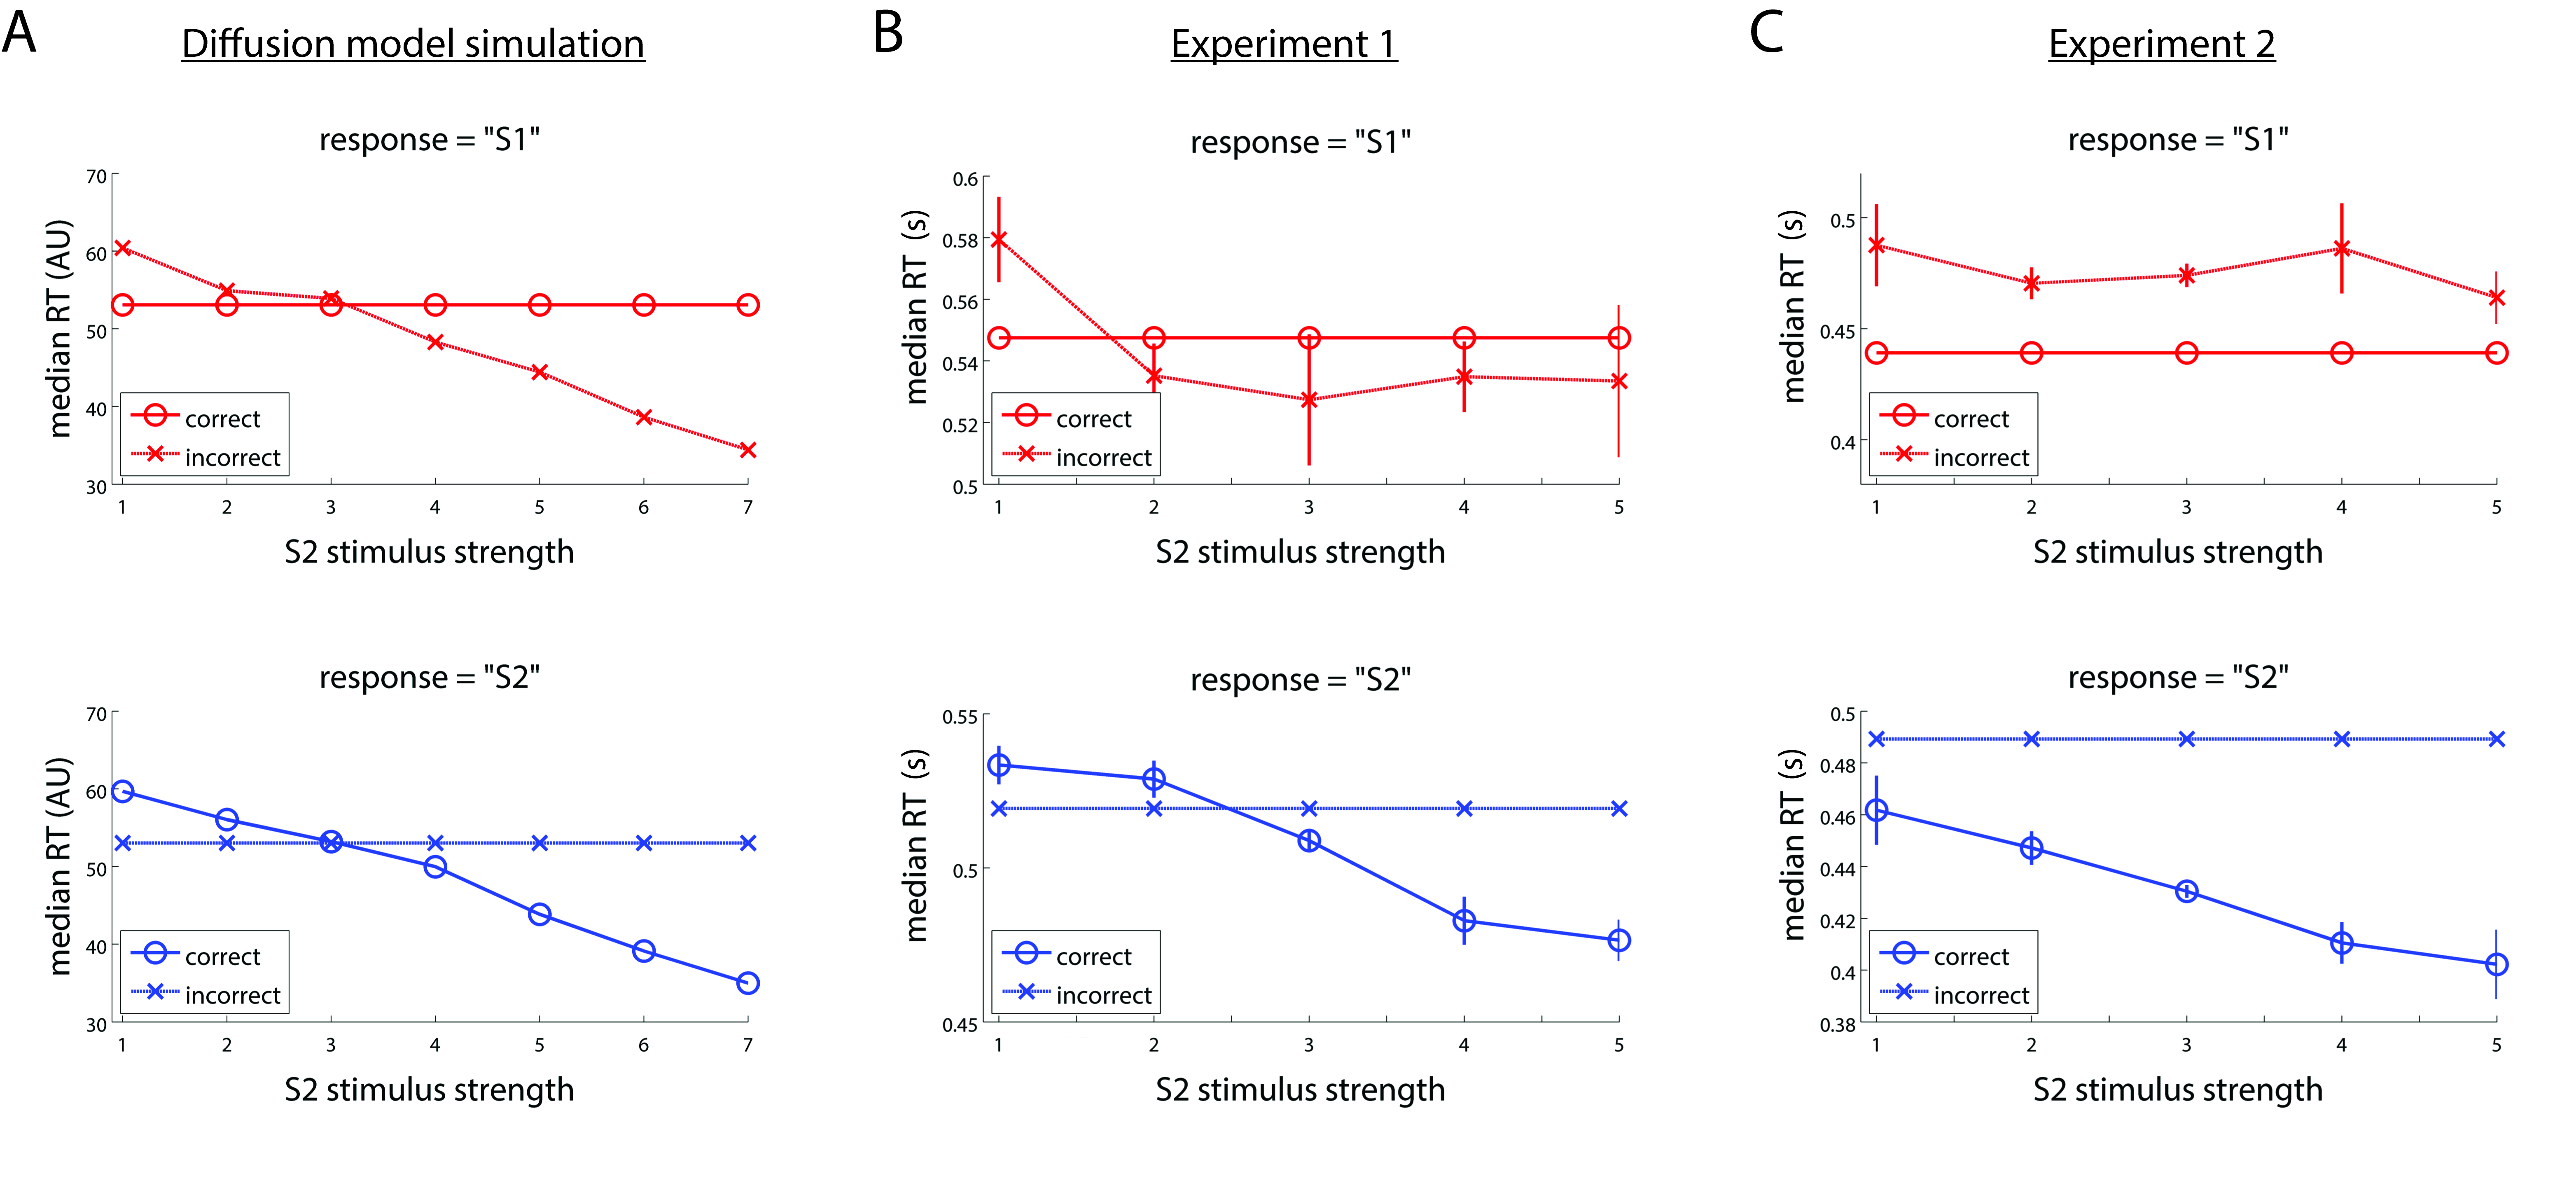 A
Diffusion model simulation
response = "S1"
median RT (AU)
70
60
50
40
30
correct
incorrect
1 2 3 4 5 6 7
S2 stimulus strength
response = "S2"
median RT (AU)
70
60
50
40
30
correct
incorrect
1 2 3 4 5 6 7
S2 stimulus strength
B
Experiment 1
response = "S1"
median RT (s)
0.6
0.58
0.56
0.54
0.52
0.5
correct
incorrect
1 2 3 4 5
S2 stimulus strength
response = "S2"
median RT (s)
0.55
0.5
0.45
correct
incorrect
1 2 3 4 5
S2 stimulus strength
C
Experiment 2
response = "S1"
median RT (s)
0.5
0.45
0.4
correct
incorrect
1 2 3 4 5
S2 stimulus strength
response = "S2"
median RT (s)
0.5
0.48
0.46
0.44
0.42
0.4
0.38
correct
incorrect
1 2 3 4 5
S2 stimulus strength